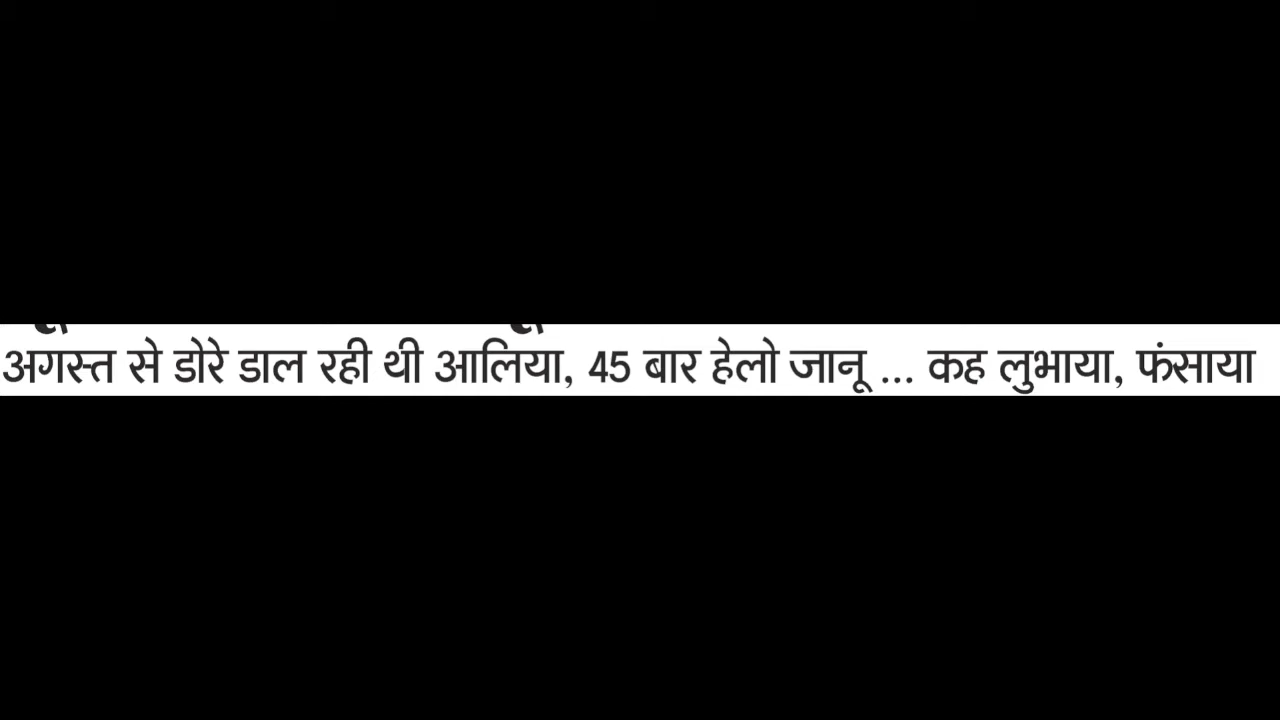 अगस्त से डोरे डाल रही थी आलिया, 45 बार हेलो जानू ... कह लुभाया, फंसाया